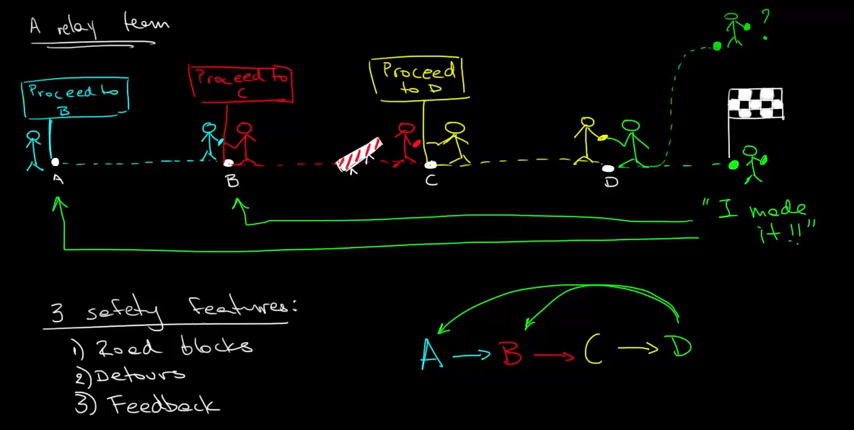 A relay team
Proceed to
B
Proceed to
C
Proceed
to D
?
A
B
C
D
"I made
it!!"
3 safety features:
1) Road blocks
2) Detours
3) Feedback
A → B → C → D